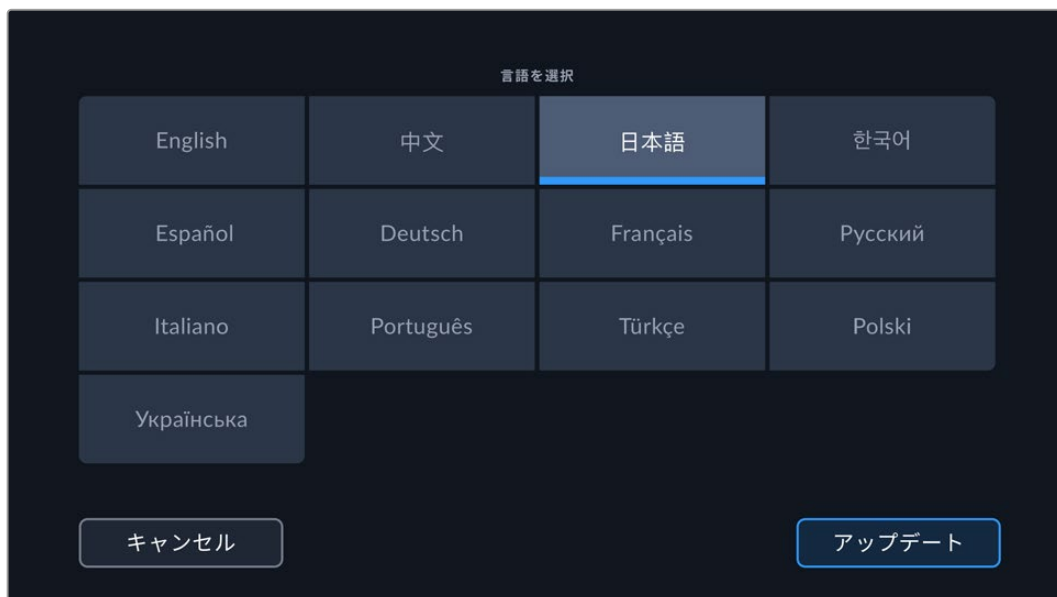 言語を選択
English 中文 日本語 한국어
Español Deutsch Français Русский
Italiano Português Türkçe Polski
Українська
キャンセル アップデート